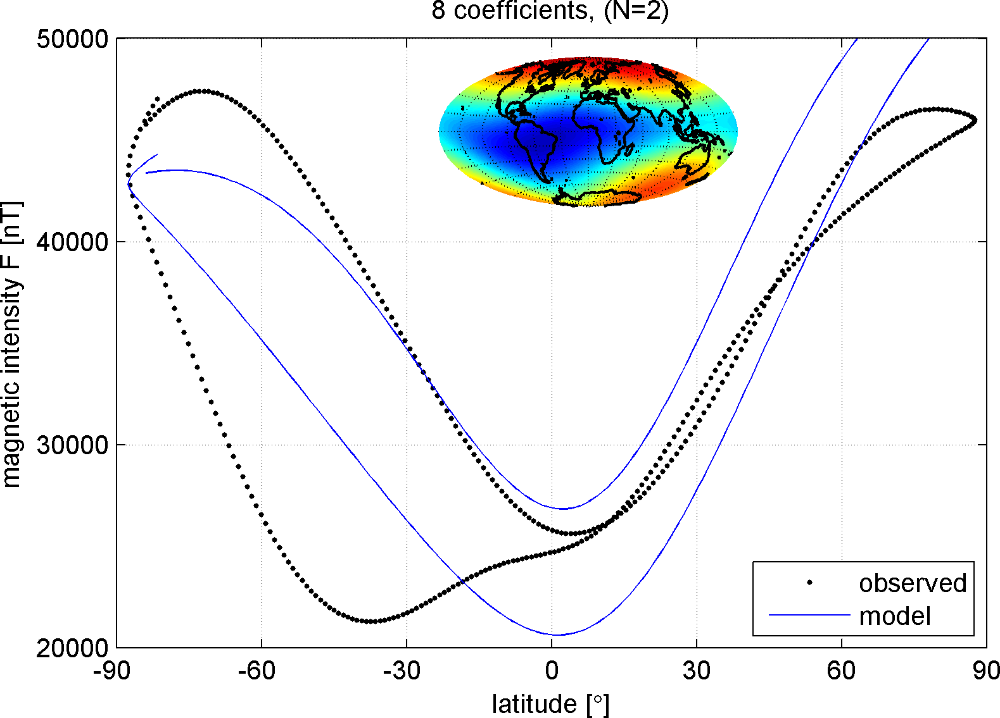 8 coefficients, (N=2)
50000
40000
30000
20000
magnetic intensity F [nT]
observed
model
-90 -60 -30 0 30 60 90
latitude [°]